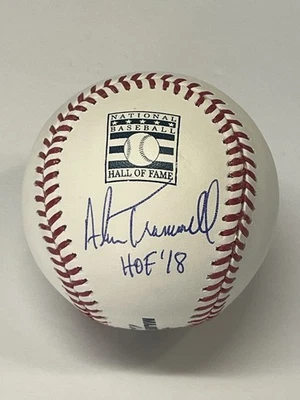 NATIONAL
BASEBALL
HALL OF FAME
Alan Trammell
HOF '18